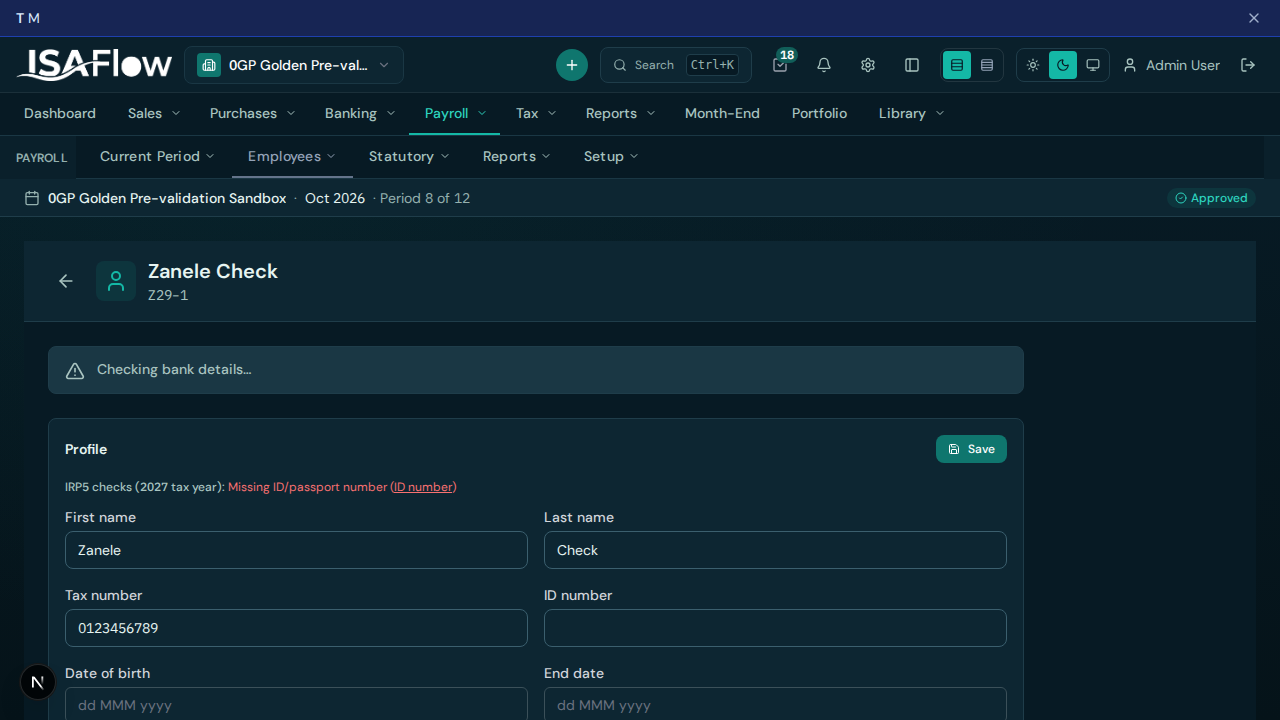 T M
ISAFlow
0GP Golden Pre-val…
Search Ctrl+K
18
Admin User
Dashboard Sales Purchases Banking Payroll Tax Reports Month-End Portfolio Library
PAYROLL Current Period Employees Statutory Reports Setup
0GP Golden Pre-validation Sandbox · Oct 2026 · Period 8 of 12 Approved
Zanele Check
Z29-1
Checking bank details…
Profile Save
IRP5 checks (2027 tax year): Missing ID/passport number (ID number)
First name Last name
Zanele Check
Tax number ID number
0123456789
Date of birth End date
dd MMM yyyy dd MMM yyyy
N